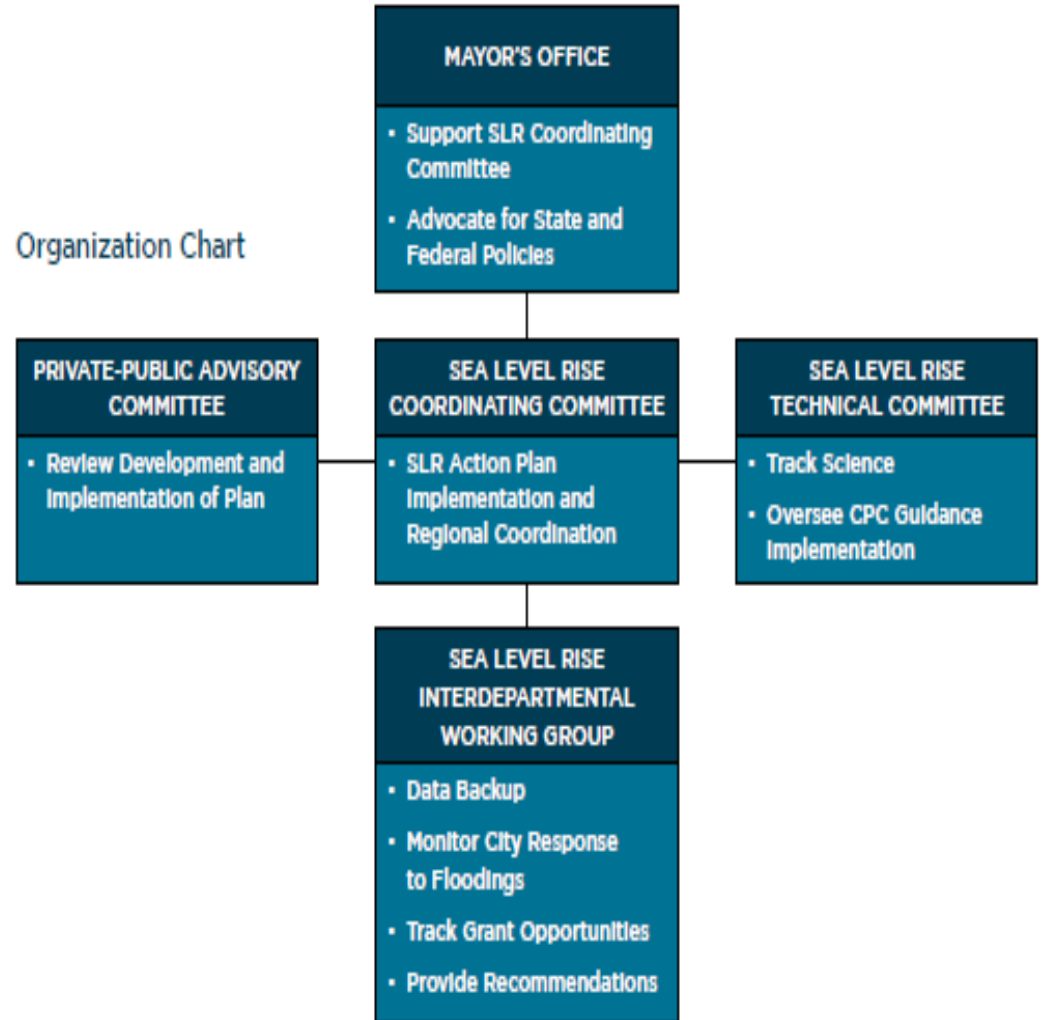 MAYOR'S OFFICE
▪ Support SLR Coordinating
Committee
▪ Advocate for State and
Federal Policies
Organization Chart
PRIVATE-PUBLIC ADVISORY
COMMITTEE
▪ Review Development and
Implementation of Plan
SEA LEVEL RISE
COORDINATING COMMITTEE
▪ SLR Action Plan
Implementation and
Regional Coordination
SEA LEVEL RISE
TECHNICAL COMMITTEE
▪ Track Science
▪ Oversee CPC Guidance
Implementation
SEA LEVEL RISE
INTERDEPARTMENTAL
WORKING GROUP
▪ Data Backup
▪ Monitor City Response
to Floodings
▪ Track Grant Opportunities
▪ Provide Recommendations